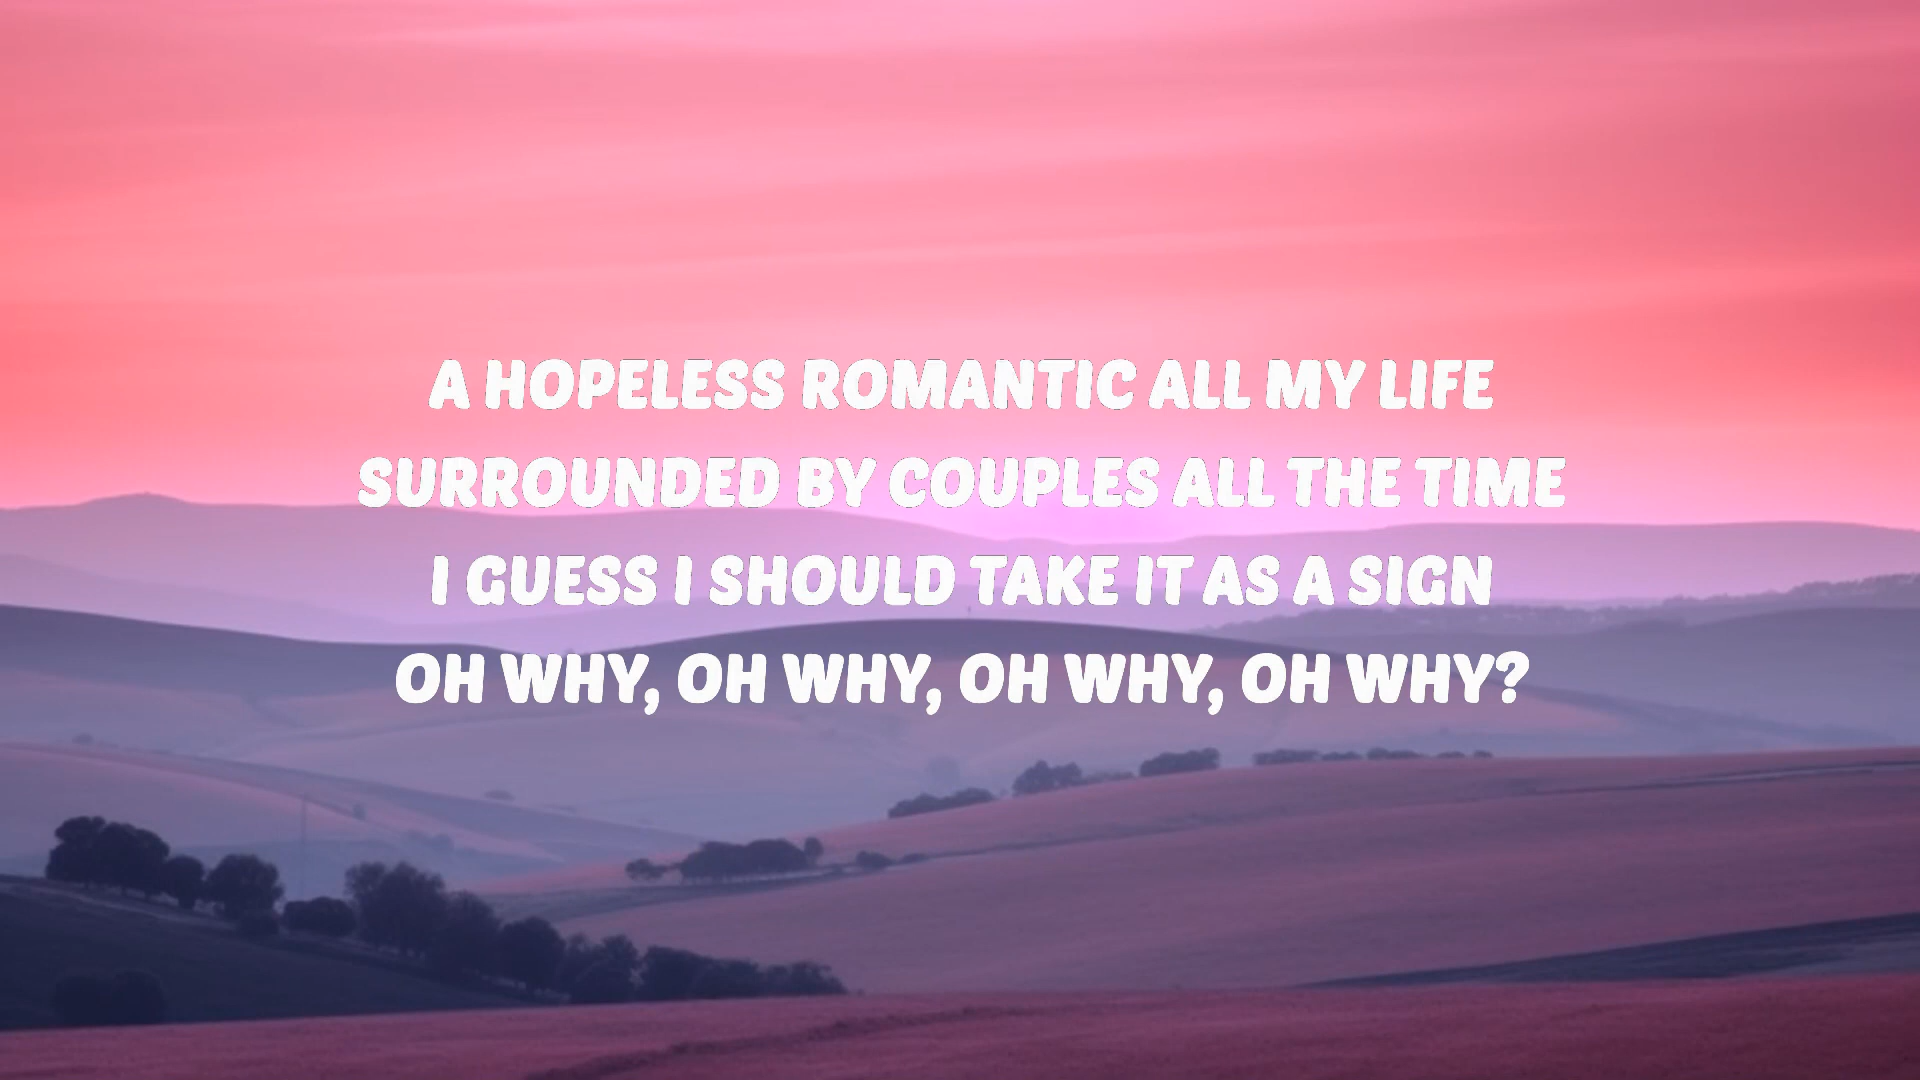 A HOPELESS ROMANTIC ALL MY LIFE
SURROUNDED BY COUPLES ALL THE TIME
I GUESS I SHOULD TAKE IT AS A SIGN
OH WHY, OH WHY, OH WHY, OH WHY?